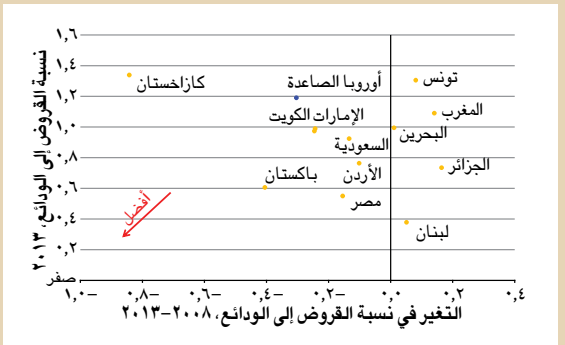 نسبة القروض إلى الودائع، ٢٠١٣
١,٦
١,٤
١,٢
١,٠
٠,٨
٠,٦
٠,٤
٠,٢
صفر
كازاخستان
أوروبا الصاعدة
تونس
الإمارات الكويت
المغرب
البحرين
السعودية
الجزائر
باكستان
الأردن
مصر
لبنان
أفضل
١,٠– ٠,٨– ٠,٦– ٠,٤– ٠,٢– ٠,٠ ٠,٢ ٠,٤
التغير في نسبة القروض إلى الودائع، ٢٠٠٨–٢٠١٣